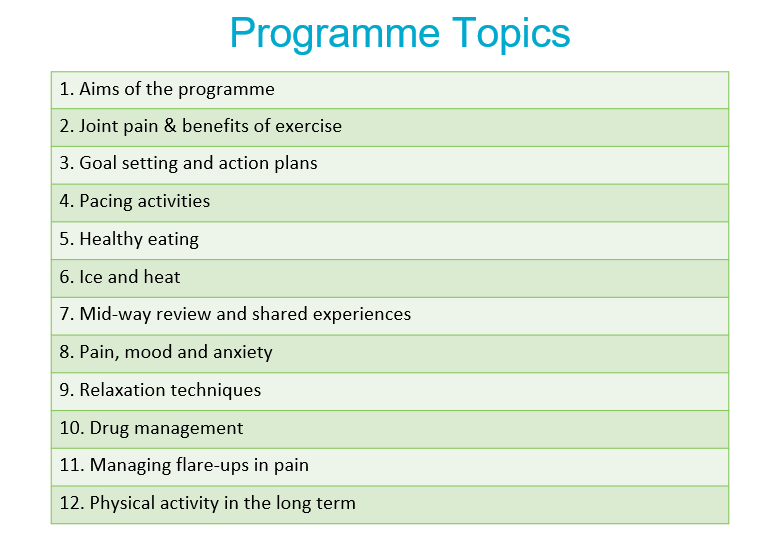 Programme Topics
1. Aims of the programme
2. Joint pain & benefits of exercise
3. Goal setting and action plans
4. Pacing activities
5. Healthy eating
6. Ice and heat
7. Mid-way review and shared experiences
8. Pain, mood and anxiety
9. Relaxation techniques
10. Drug management
11. Managing flare-ups in pain
12. Physical activity in the long term